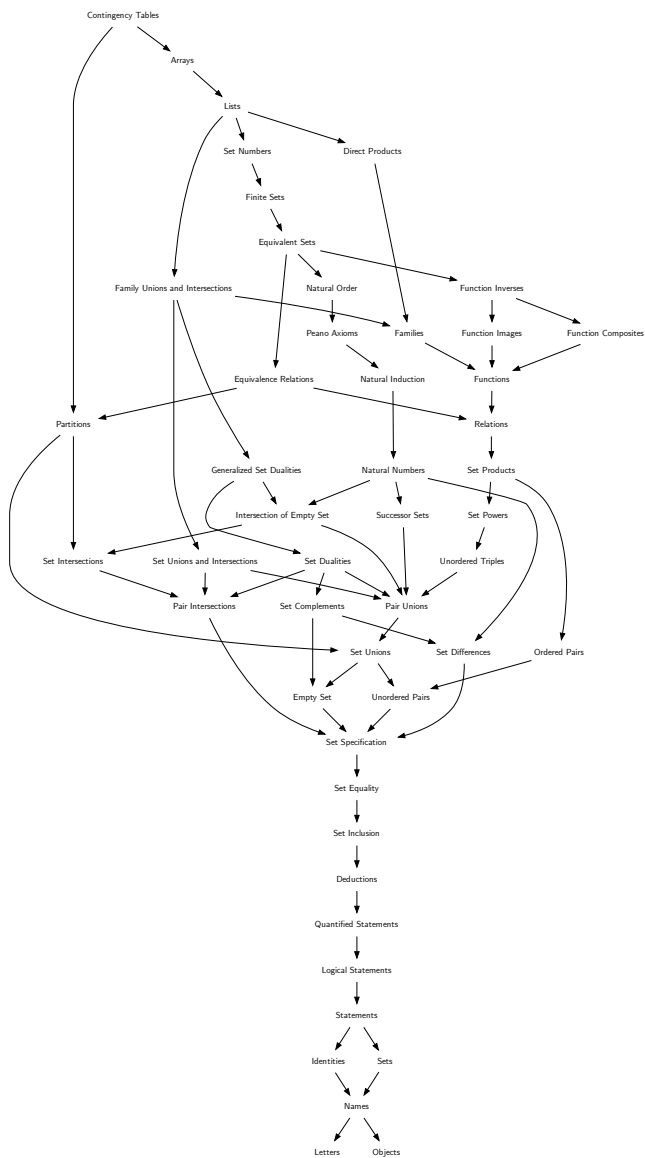 Contingency Tables
Arrays
Lists
Set Numbers
Direct Products
Finite Sets
Equivalent Sets
Family Unions and Intersections
Natural Order
Function Inverses
Peano Axioms
Families
Function Images
Function Composites
Equivalence Relations
Natural Induction
Functions
Partitions
Relations
Generalized Set Dualities
Natural Numbers
Set Products
Intersection of Empty Set
Successor Sets
Set Powers
Set Intersections
Set Unions and Intersections
Set Dualities
Unordered Triples
Pair Intersections
Set Complements
Pair Unions
Set Unions
Set Differences
Ordered Pairs
Empty Set
Unordered Pairs
Set Specification
Set Equality
Set Inclusion
Deductions
Quantified Statements
Logical Statements
Statements
Identities
Sets
Names
Letters
Objects